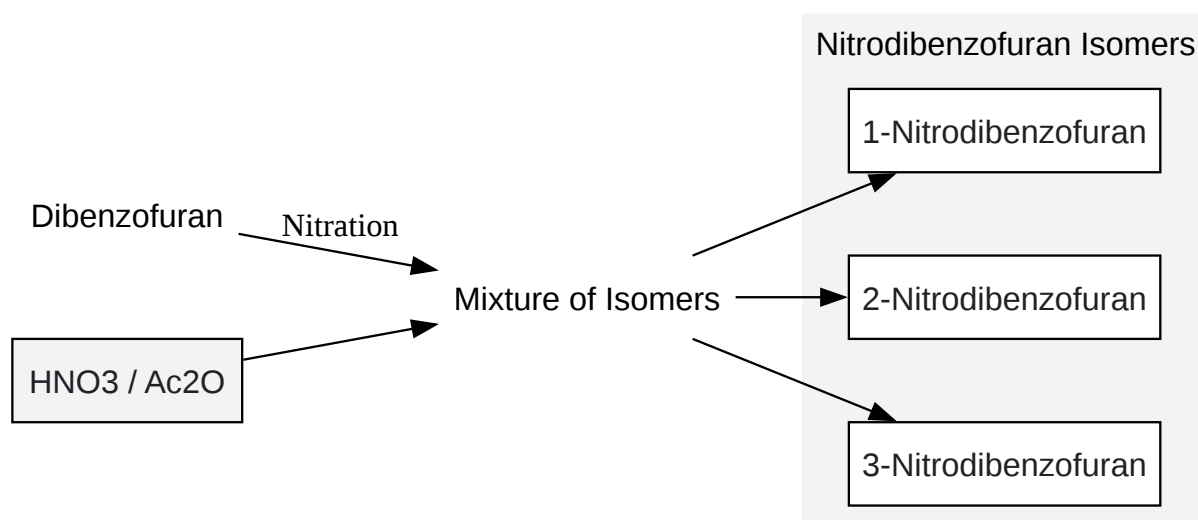 Nitrodibenzofuran Isomers
1-Nitrodibenzofuran
Dibenzofuran
Nitration
Mixture of Isomers
2-Nitrodibenzofuran
HNO3 / Ac2O
3-Nitrodibenzofuran